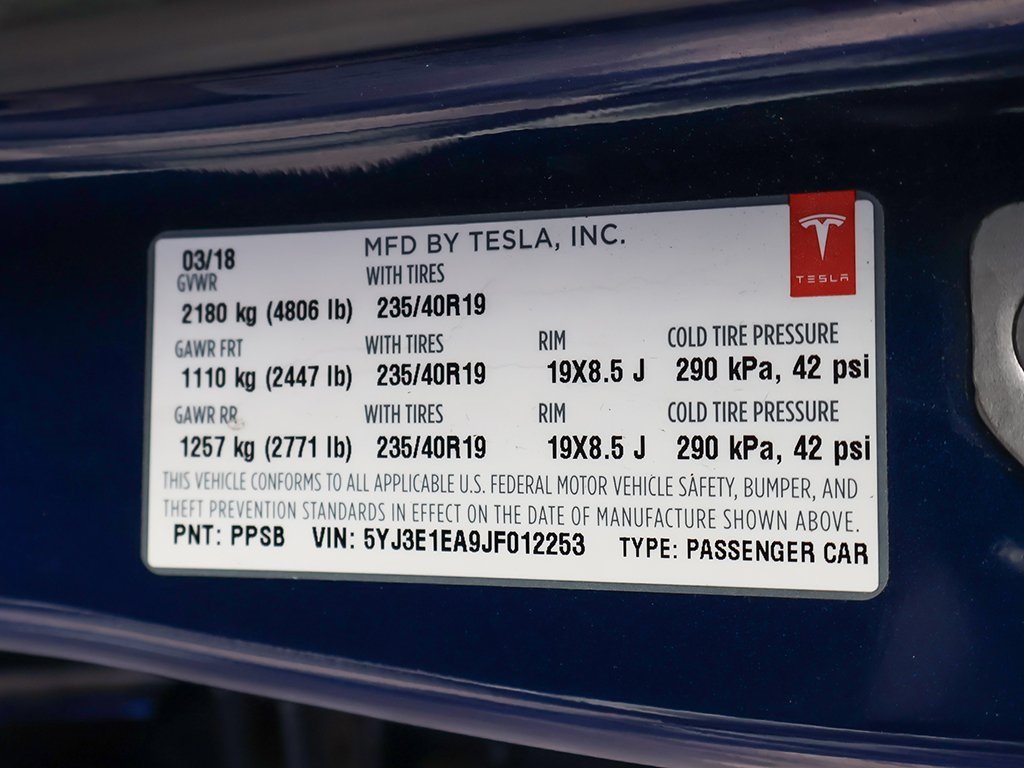 03/18 MFD BY TESLA, INC.
TESLA
GVWR WITH TIRES
2180 kg (4806 lb) 235/40R19
GAWR FRT WITH TIRES RIM COLD TIRE PRESSURE
1110 kg (2447 lb) 235/40R19 19X8.5 J 290 kPa, 42 psi
GAWR RR WITH TIRES RIM COLD TIRE PRESSURE
1257 kg (2771 lb) 235/40R19 19X8.5 J 290 kPa, 42 psi
THIS VEHICLE CONFORMS TO ALL APPLICABLE U.S. FEDERAL MOTOR VEHICLE SAFETY, BUMPER, AND
THEFT PREVENTION STANDARDS IN EFFECT ON THE DATE OF MANUFACTURE SHOWN ABOVE.
PNT: PPSB VIN: 5YJ3E1EA9JF012253 TYPE: PASSENGER CAR